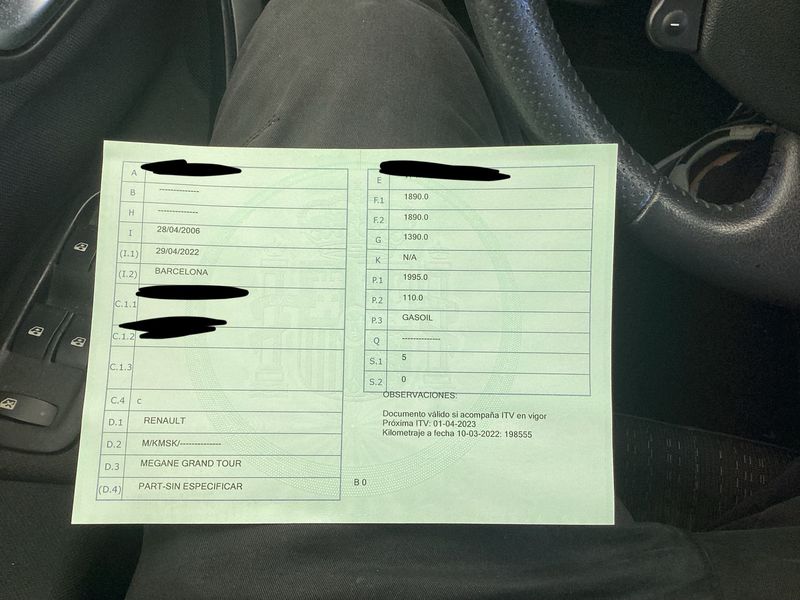 A
B --------------
H --------------
I 28/04/2006
(I.1) 29/04/2022
(I.2) BARCELONA
C.1.1
C.1.2
C.1.3
C.4 c
D.1 RENAULT
D.2 M/KMSK/--------------
D.3 MEGANE GRAND TOUR
(D.4) PART-SIN ESPECIFICAR
E
F.1 1890.0
F.2 1890.0
G 1390.0
K N/A
P.1 1995.0
P.2 110.0
P.3 GASOIL
Q --------------
S.1 5
S.2 0
OBSERVACIONES:
Documento válido si acompaña ITV en vigor
Próxima ITV: 01-04-2023
Kilometraje a fecha 10-03-2022: 198555
B 0